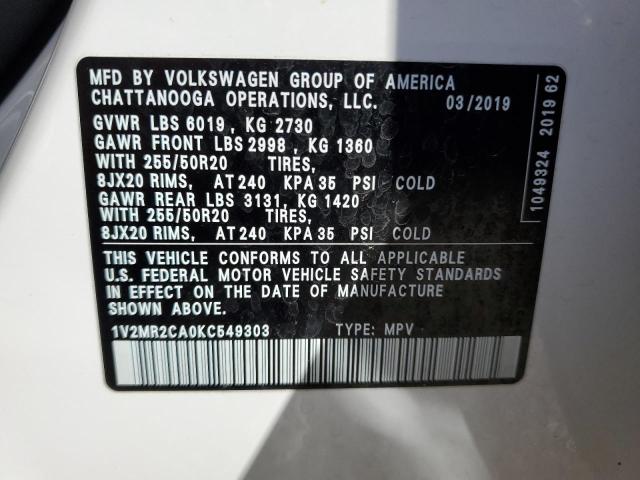 MFD BY VOLKSWAGEN GROUP OF AMERICA
CHATTANOOGA OPERATIONS, LLC. 03/2019
GVWR LBS 6019, KG 2730
GAWR FRONT LBS 2998, KG 1360
WITH 255/50R20 TIRES,
8JX20 RIMS, AT 240 KPA 35 PSI COLD
GAWR REAR LBS 3131, KG 1420
WITH 255/50R20 TIRES,
8JX20 RIMS, AT 240 KPA 35 PSI COLD
THIS VEHICLE CONFORMS TO ALL APPLICABLE
U.S. FEDERAL MOTOR VEHICLE SAFETY STANDARDS
IN EFFECT ON THE DATE OF MANUFACTURE
SHOWN ABOVE.
1V2MR2CA0KC549303 TYPE: MPV
1049324 2019 62